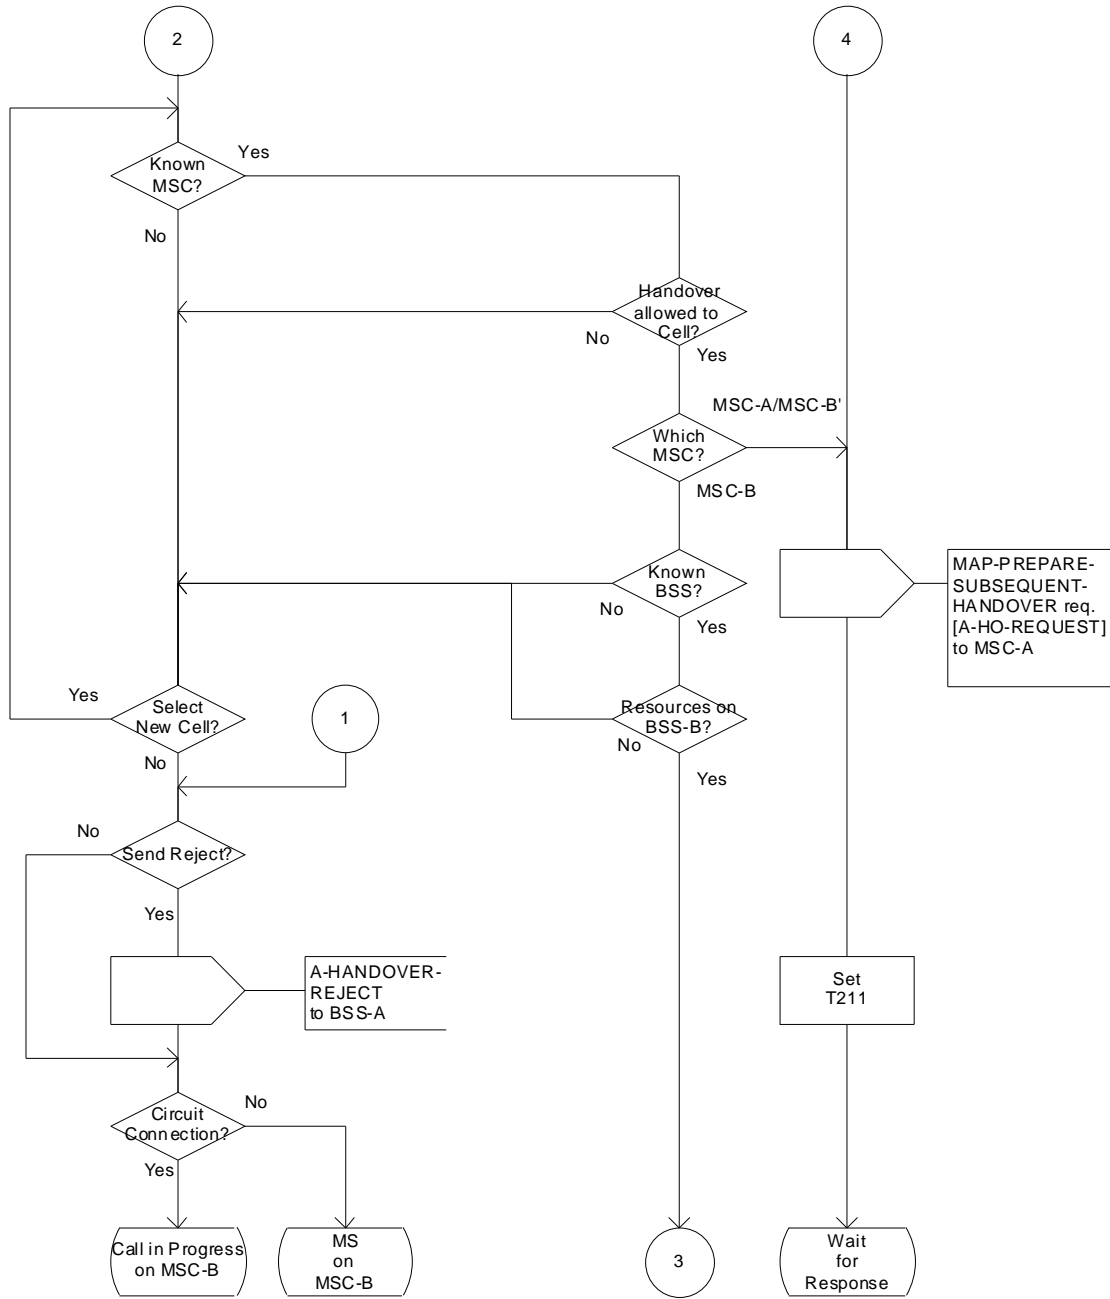 2
4
Known
MSC?
Yes
No
Handover
allowed to
Cell?
No
Yes
MSC-A/MSC-B'
Which
MSC?
MSC-B
Known
BSS?
No
Yes
MAP-PREPARE-
SUBSEQUENT-
HANDOVER req.
[A-HO-REQUEST]
to MSC-A
Yes
Select
New Cell?
No
1
Resources on
BSS-B?
No
Yes
No
Send Reject?
Yes
A-HANDOVER-
REJECT
to BSS-A
Set
T211
Circuit
Connection?
No
Yes
Call in Progress
on MSC-B
MS
on
MSC-B
3
Wait
for
Response